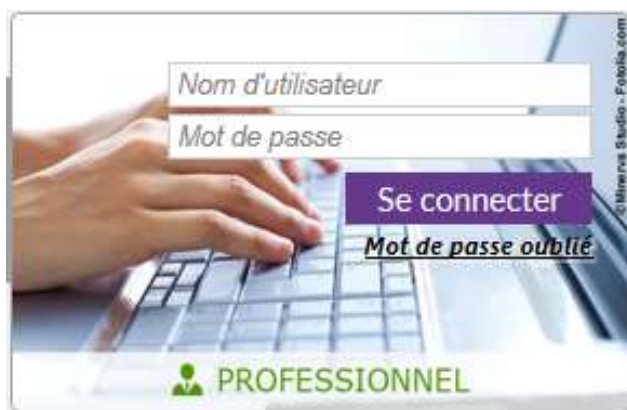 Nom d'utilisateur
Mot de passe
Se connecter
Mot de passe oublié
PROFESSIONNEL
©Minerva Studio - Fotolia.com